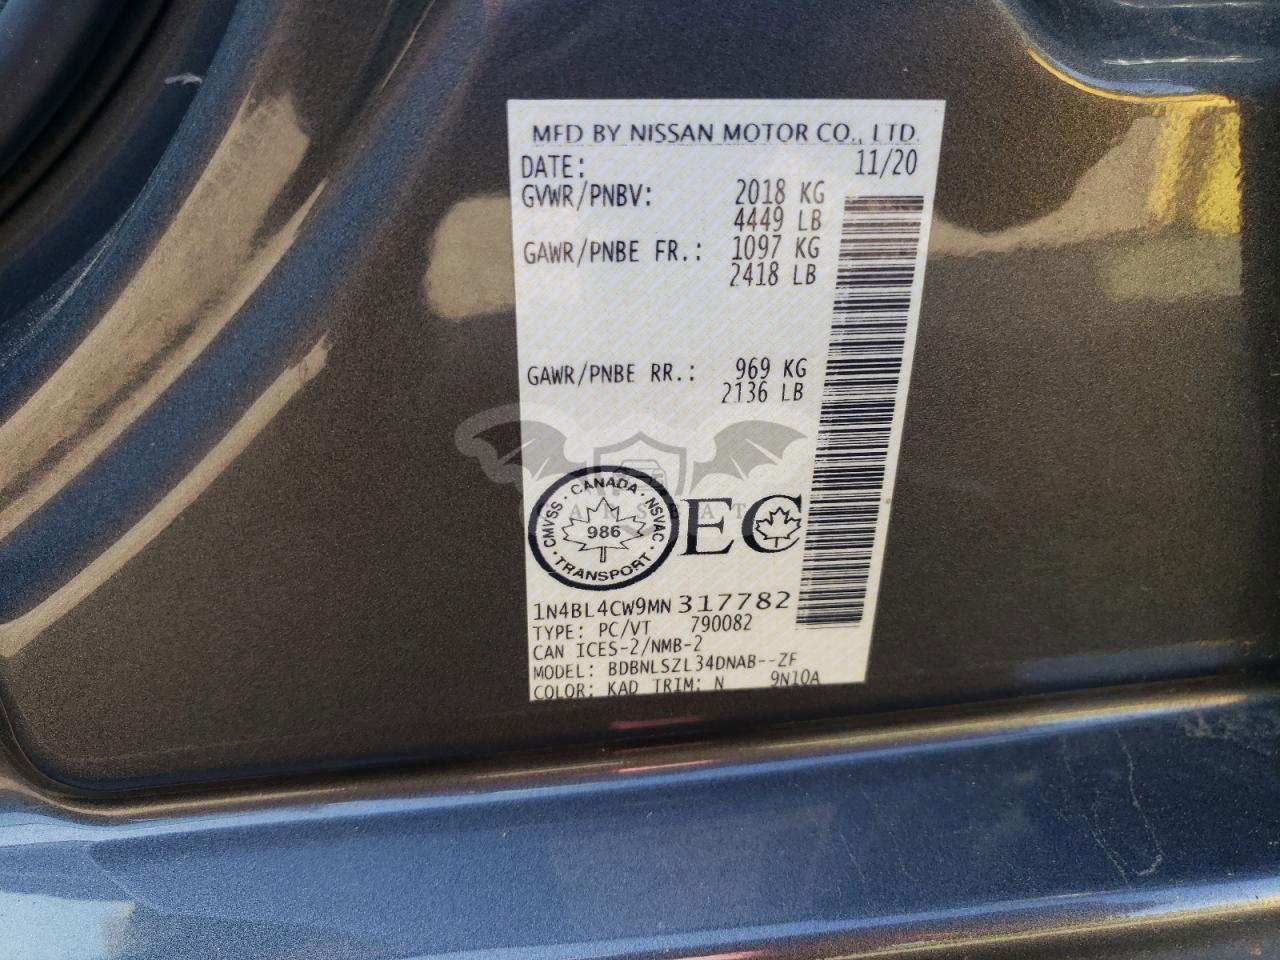 MFD BY NISSAN MOTOR CO., LTD.
DATE: 11/20
GVWR/PNBV: 2018 KG
4449 LB
GAWR/PNBE FR.: 1097 KG
2418 LB
GAWR/PNBE RR.: 969 KG
2136 LB
CANADA
CMVSS · NSVAC
986
TRANSPORT
EC
1N4BL4CW9MN317782
TYPE: PC/VT 790082
CAN ICES-2/NMB-2
MODEL: BDBNLSZL34DNAB--ZF
COLOR: KAD TRIM: N 9N10A